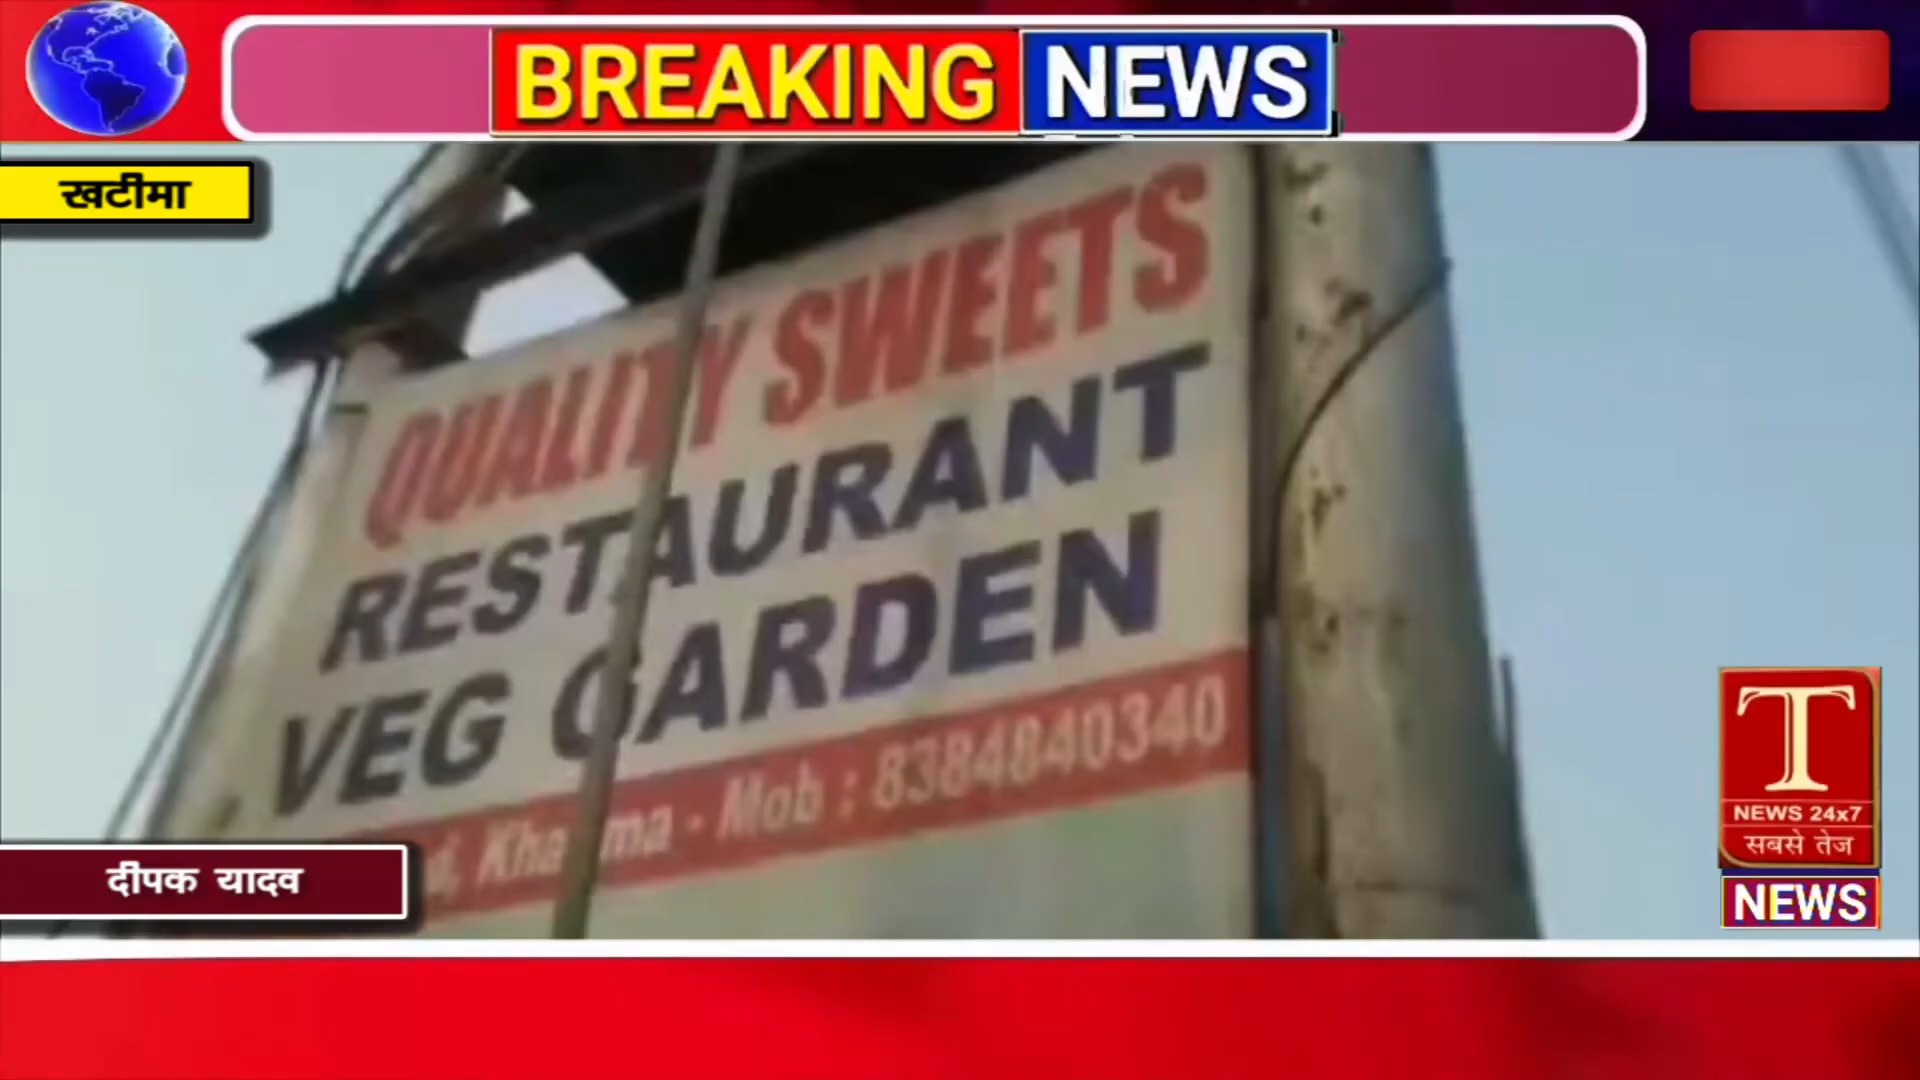 BREAKING NEWS
खटीमा
QUALITY SWEETS
RESTAURANT
VEG GARDEN
Mob : 8384840340
दीपक यादव
T
NEWS 24x7
सबसे तेज
NEWS